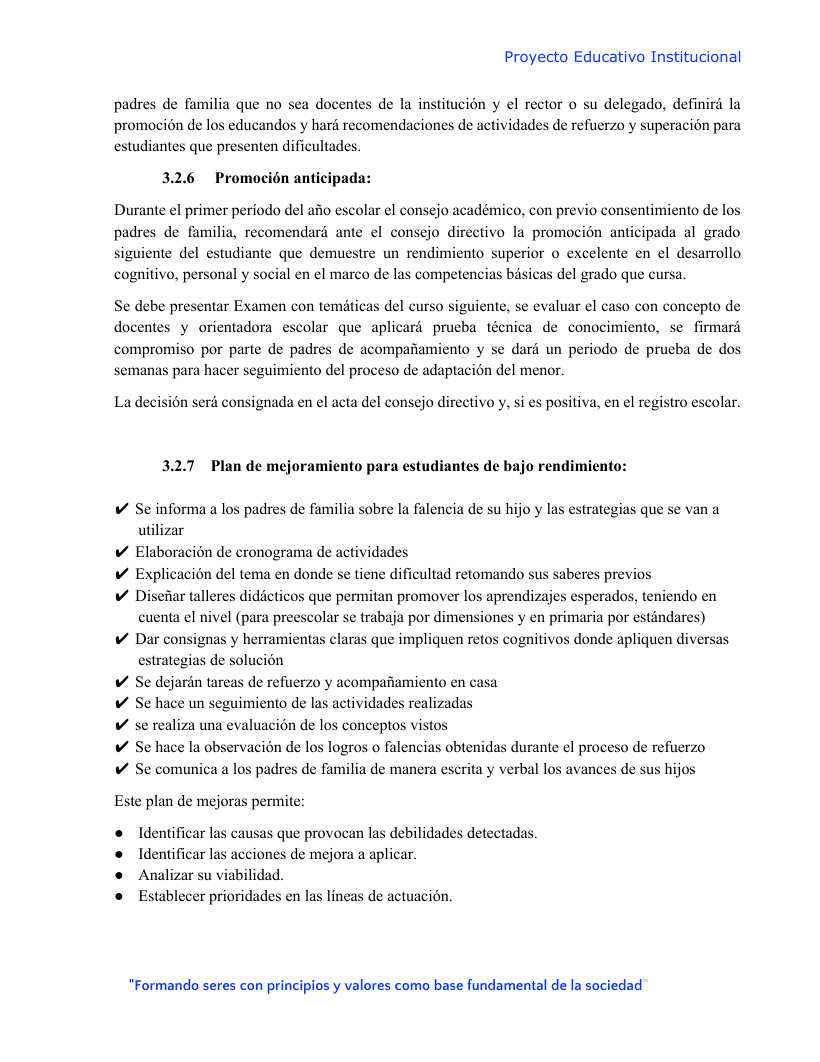 Proyecto Educativo Institucional
padres de familia que no sea docentes de la institución y el rector o su delegado, definirá la
promoción de los educandos y hará recomendaciones de actividades de refuerzo y superación para
estudiantes que presenten dificultades.
3.2.6 Promoción anticipada:
Durante el primer período del año escolar el consejo académico, con previo consentimiento de los
padres de familia, recomendará ante el consejo directivo la promoción anticipada al grado
siguiente del estudiante que demuestre un rendimiento superior o excelente en el desarrollo
cognitivo, personal y social en el marco de las competencias básicas del grado que cursa.
Se debe presentar Examen con temáticas del curso siguiente, se evaluar el caso con concepto de
docentes y orientadora escolar que aplicará prueba técnica de conocimiento, se firmará
compromiso por parte de padres de acompañamiento y se dará un periodo de prueba de dos
semanas para hacer seguimiento del proceso de adaptación del menor.
La decisión será consignada en el acta del consejo directivo y, si es positiva, en el registro escolar.
3.2.7 Plan de mejoramiento para estudiantes de bajo rendimiento:
✔ Se informa a los padres de familia sobre la falencia de su hijo y las estrategias que se van a
utilizar
✔ Elaboración de cronograma de actividades
✔ Explicación del tema en donde se tiene dificultad retomando sus saberes previos
✔ Diseñar talleres didácticos que permitan promover los aprendizajes esperados, teniendo en
cuenta el nivel (para preescolar se trabaja por dimensiones y en primaria por estándares)
✔ Dar consignas y herramientas claras que impliquen retos cognitivos donde apliquen diversas
estrategias de solución
✔ Se dejarán tareas de refuerzo y acompañamiento en casa
✔ Se hace un seguimiento de las actividades realizadas
✔ se realiza una evaluación de los conceptos vistos
✔ Se hace la observación de los logros o falencias obtenidas durante el proceso de refuerzo
✔ Se comunica a los padres de familia de manera escrita y verbal los avances de sus hijos
Este plan de mejoras permite:
● Identificar las causas que provocan las debilidades detectadas.
● Identificar las acciones de mejora a aplicar.
● Analizar su viabilidad.
● Establecer prioridades en las líneas de actuación.
"Formando seres con principios y valores como base fundamental de la sociedad"